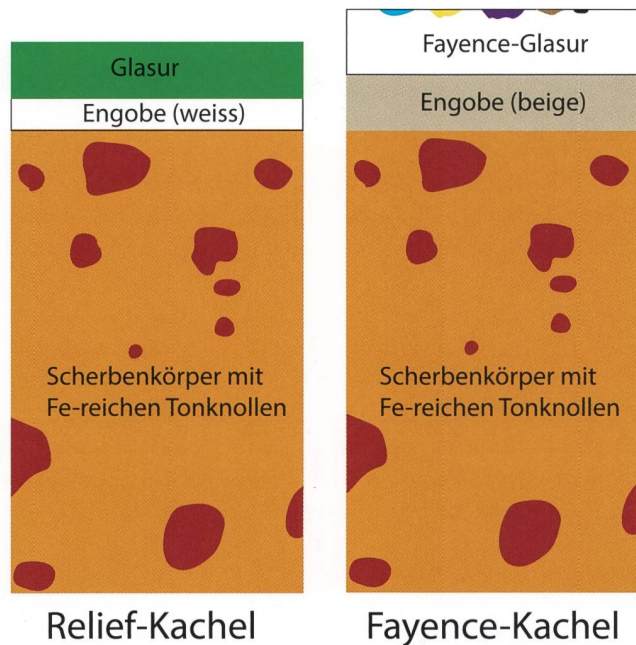 Glasur
Engobe (weiss)
Scherbenkörper mit
Fe-reichen Tonknollen
Relief-Kachel
Fayence-Glasur
Engobe (beige)
Scherbenkörper mit
Fe-reichen Tonknollen
Fayence-Kachel